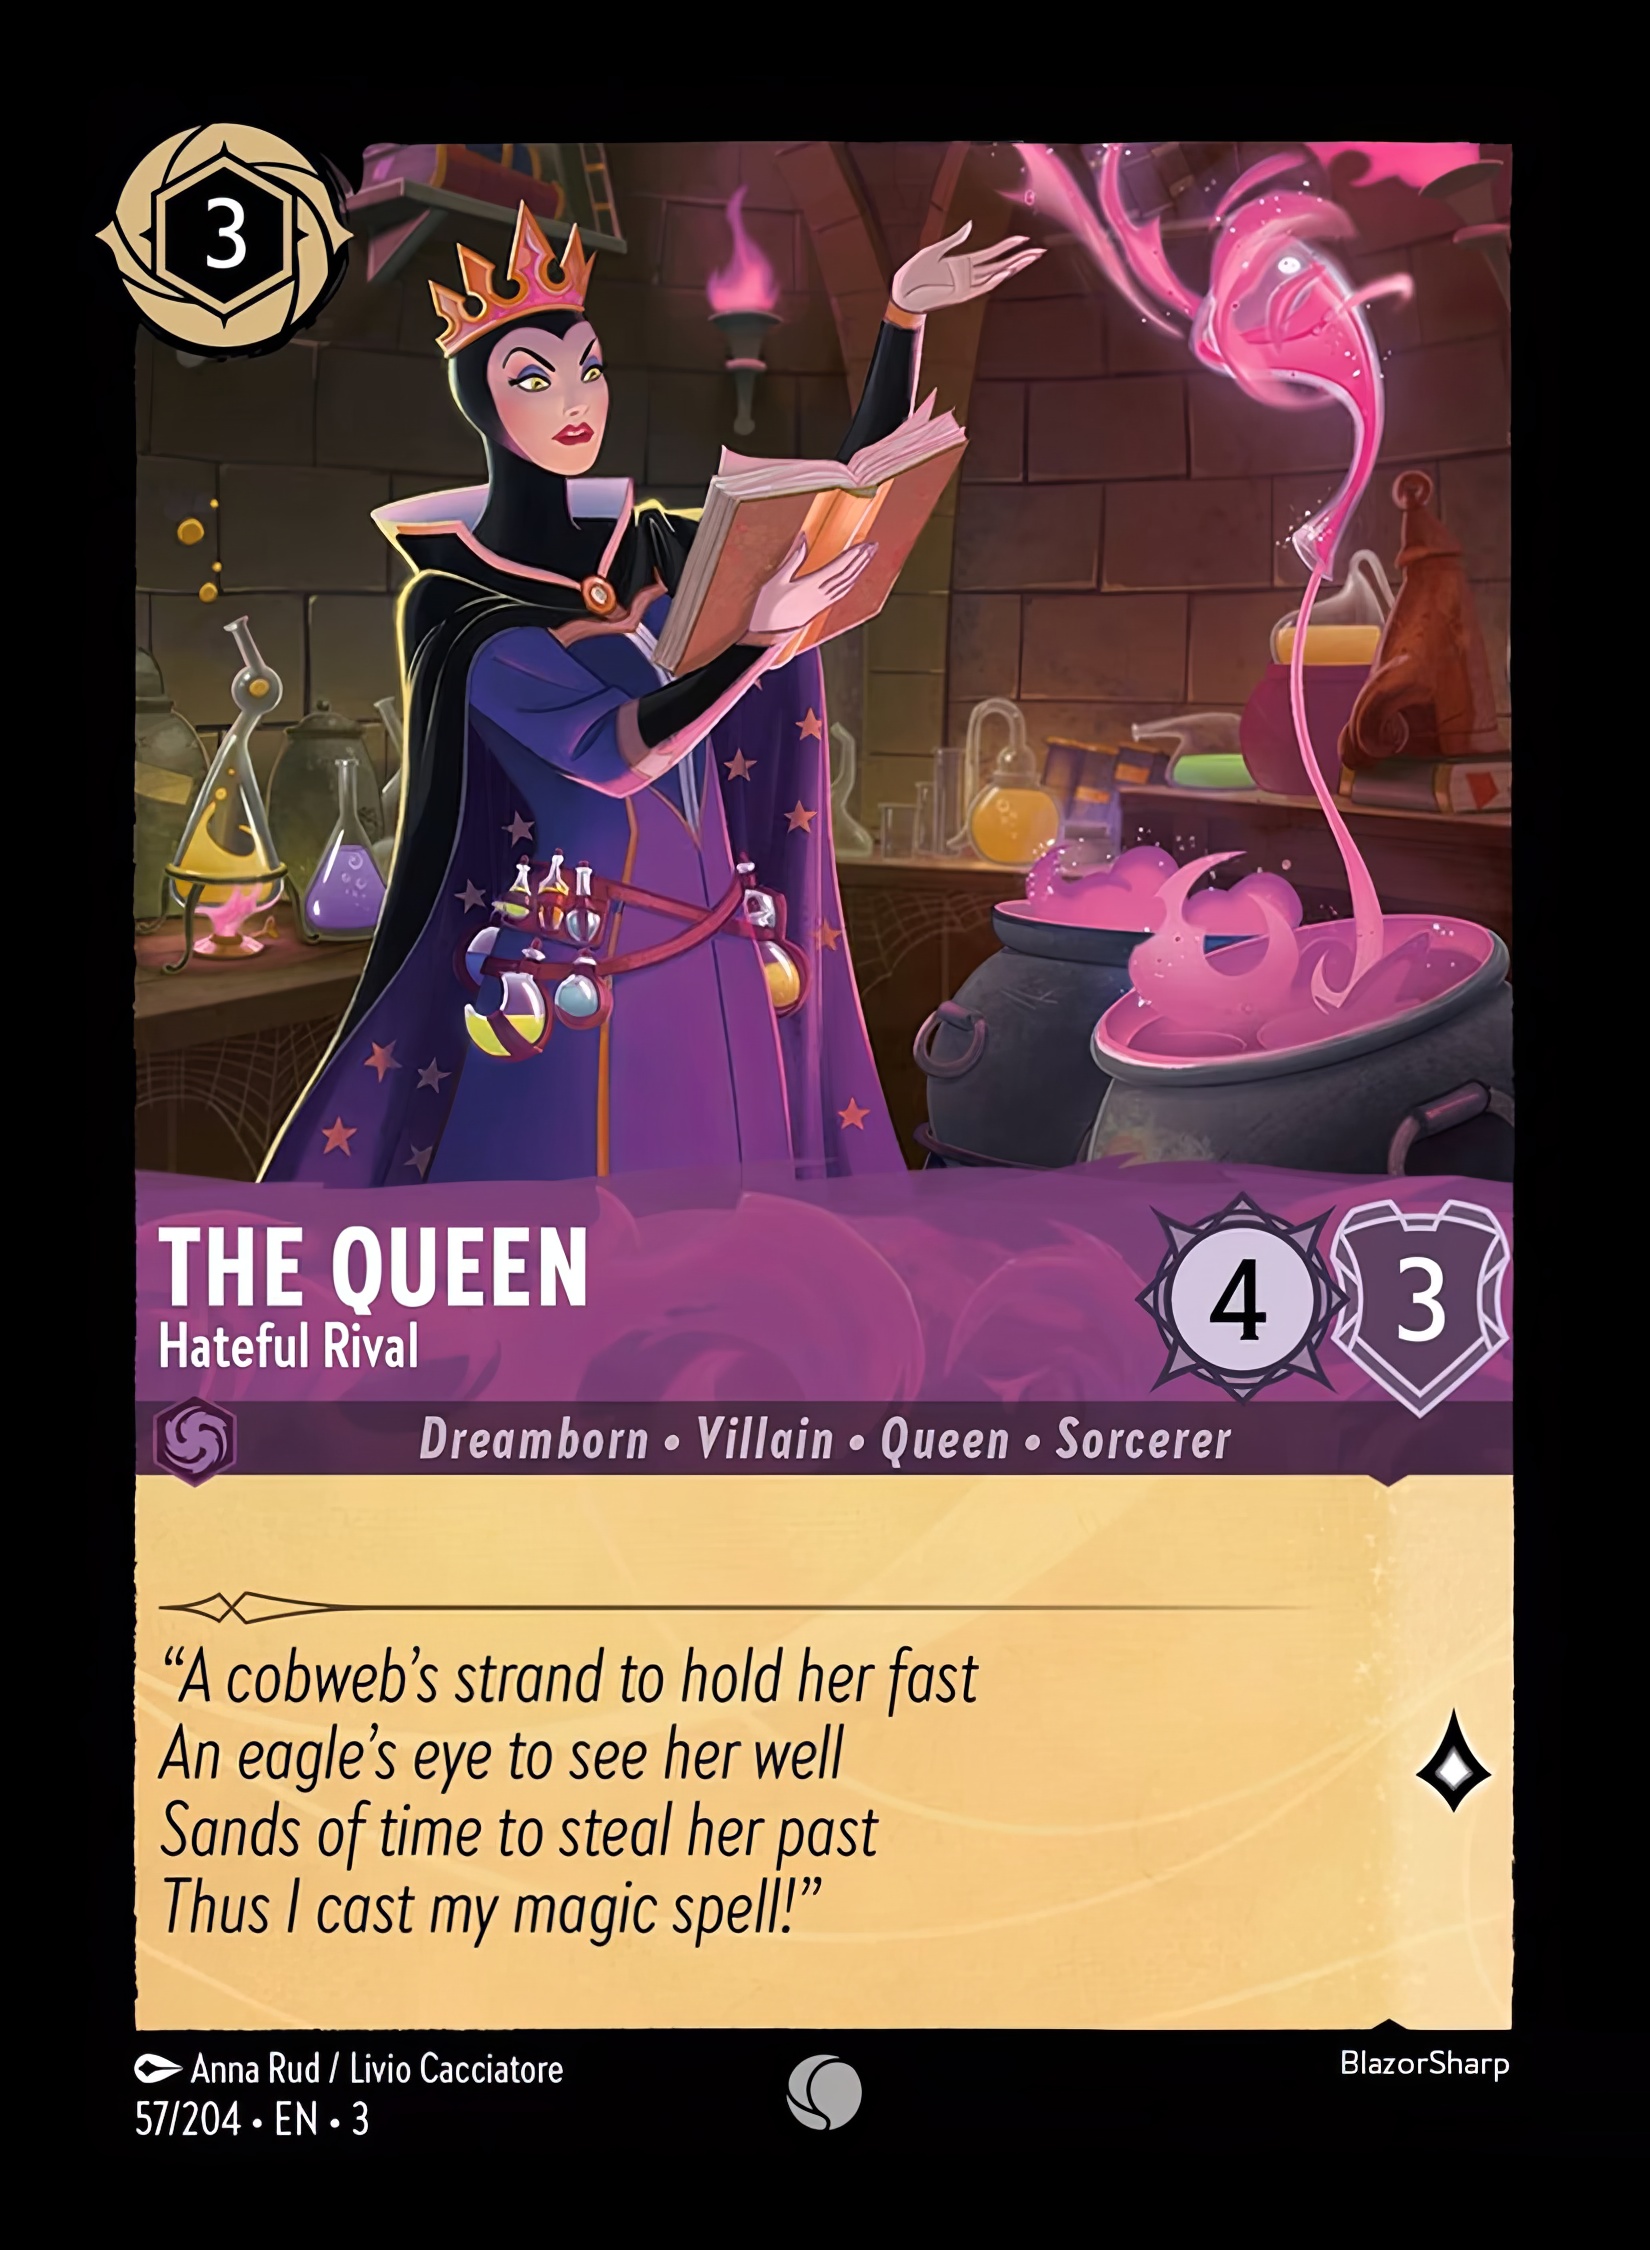 3
THE QUEEN
Hateful Rival
4
3
Dreamborn • Villain • Queen • Sorcerer
“A cobweb’s strand to hold her fast
An eagle’s eye to see her well
Sands of time to steal her past
Thus I cast my magic spell!”
Anna Rud / Livio Cacciatore
BlazorSharp
57/204 • EN • 3